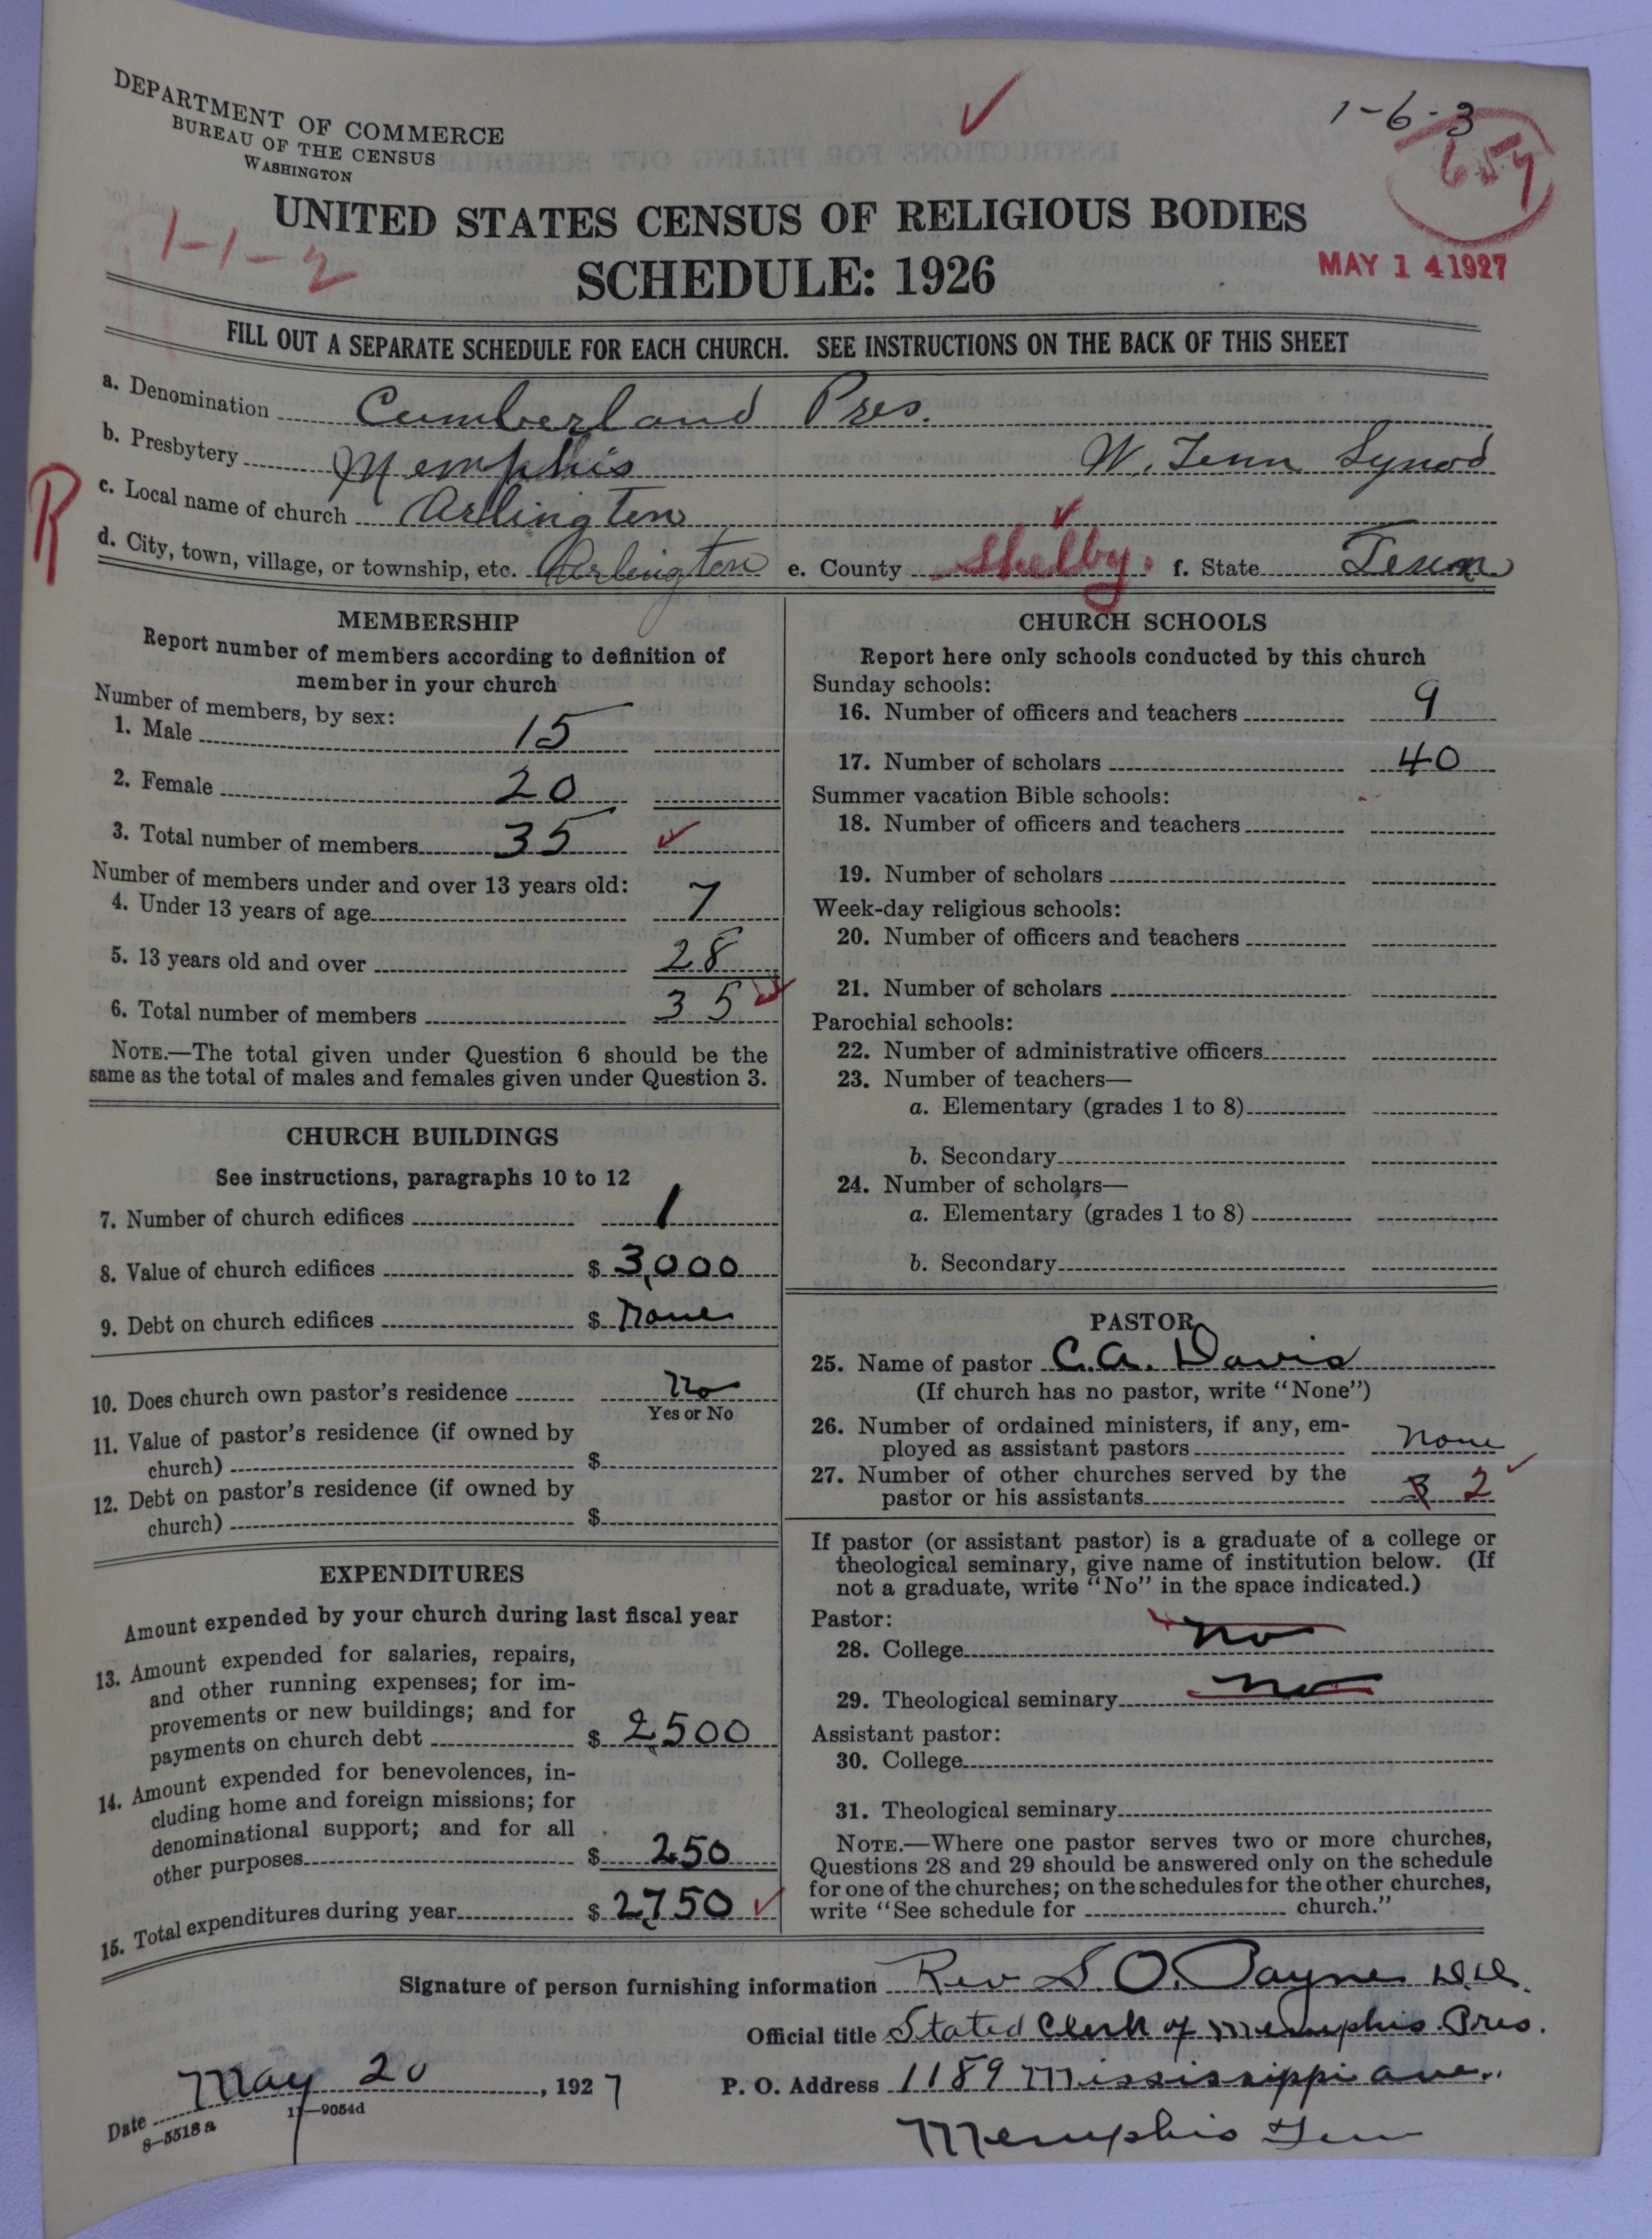 DEPARTMENT OF COMMERCE
BUREAU OF THE CENSUS
WASHINGTON
1-6-3
659
UNITED STATES CENSUS OF RELIGIOUS BODIES
1-1-2
SCHEDULE: 1926
MAY 14 1927
FILL OUT A SEPARATE SCHEDULE FOR EACH CHURCH. SEE INSTRUCTIONS ON THE BACK OF THIS SHEET
a. Denomination Cumberland Pres.
b. Presbytery Memphis W. Tenn Synod
R
c. Local name of church Arlington
d. City, town, village, or township, etc. Arlington e. County Shelby. f. State Tenn
MEMBERSHIP
Report number of members according to definition of
member in your church
Number of members, by sex:
1. Male 15
2. Female 20
3. Total number of members 35
Number of members under and over 13 years old:
4. Under 13 years of age 7
5. 13 years old and over 28
6. Total number of members 35
NOTE.—The total given under Question 6 should be the
same as the total of males and females given under Question 3.
CHURCH BUILDINGS
See instructions, paragraphs 10 to 12
7. Number of church edifices 1
8. Value of church edifices $ 3,000
9. Debt on church edifices $ none
10. Does church own pastor's residence no
Yes or No
11. Value of pastor's residence (if owned by
church) $
12. Debt on pastor's residence (if owned by
church) $
EXPENDITURES
Amount expended by your church during last fiscal year
13. Amount expended for salaries, repairs,
and other running expenses; for im-
provements or new buildings; and for
payments on church debt $ 2,500
14. Amount expended for benevolences, in-
cluding home and foreign missions; for
denominational support; and for all
other purposes $ 250
15. Total expenditures during year $ 2,750
CHURCH SCHOOLS
Report here only schools conducted by this church
Sunday schools:
16. Number of officers and teachers 9
17. Number of scholars 40
Summer vacation Bible schools:
18. Number of officers and teachers
19. Number of scholars
Week-day religious schools:
20. Number of officers and teachers
21. Number of scholars
Parochial schools:
22. Number of administrative officers
23. Number of teachers—
a. Elementary (grades 1 to 8)
b. Secondary
24. Number of scholars—
a. Elementary (grades 1 to 8)
b. Secondary
PASTOR
25. Name of pastor C.A. Davis
(If church has no pastor, write "None")
26. Number of ordained ministers, if any, em-
ployed as assistant pastors none
27. Number of other churches served by the
pastor or his assistants 3 2
If pastor (or assistant pastor) is a graduate of a college or
theological seminary, give name of institution below. (If
not a graduate, write "No" in the space indicated.)
Pastor:
28. College no
29. Theological seminary no
Assistant pastor:
30. College
31. Theological seminary
NOTE.—Where one pastor serves two or more churches,
Questions 28 and 29 should be answered only on the schedule
for one of the churches; on the schedules for the other churches,
write "See schedule for church."
Signature of person furnishing information Rev S. O. Payne D.D.
Official title Stated Clerk of Memphis Pres.
Date May 20, 1927 P. O. Address 1189 Mississippi ave.
8-5518 a 11-9054d
Memphis Tenn